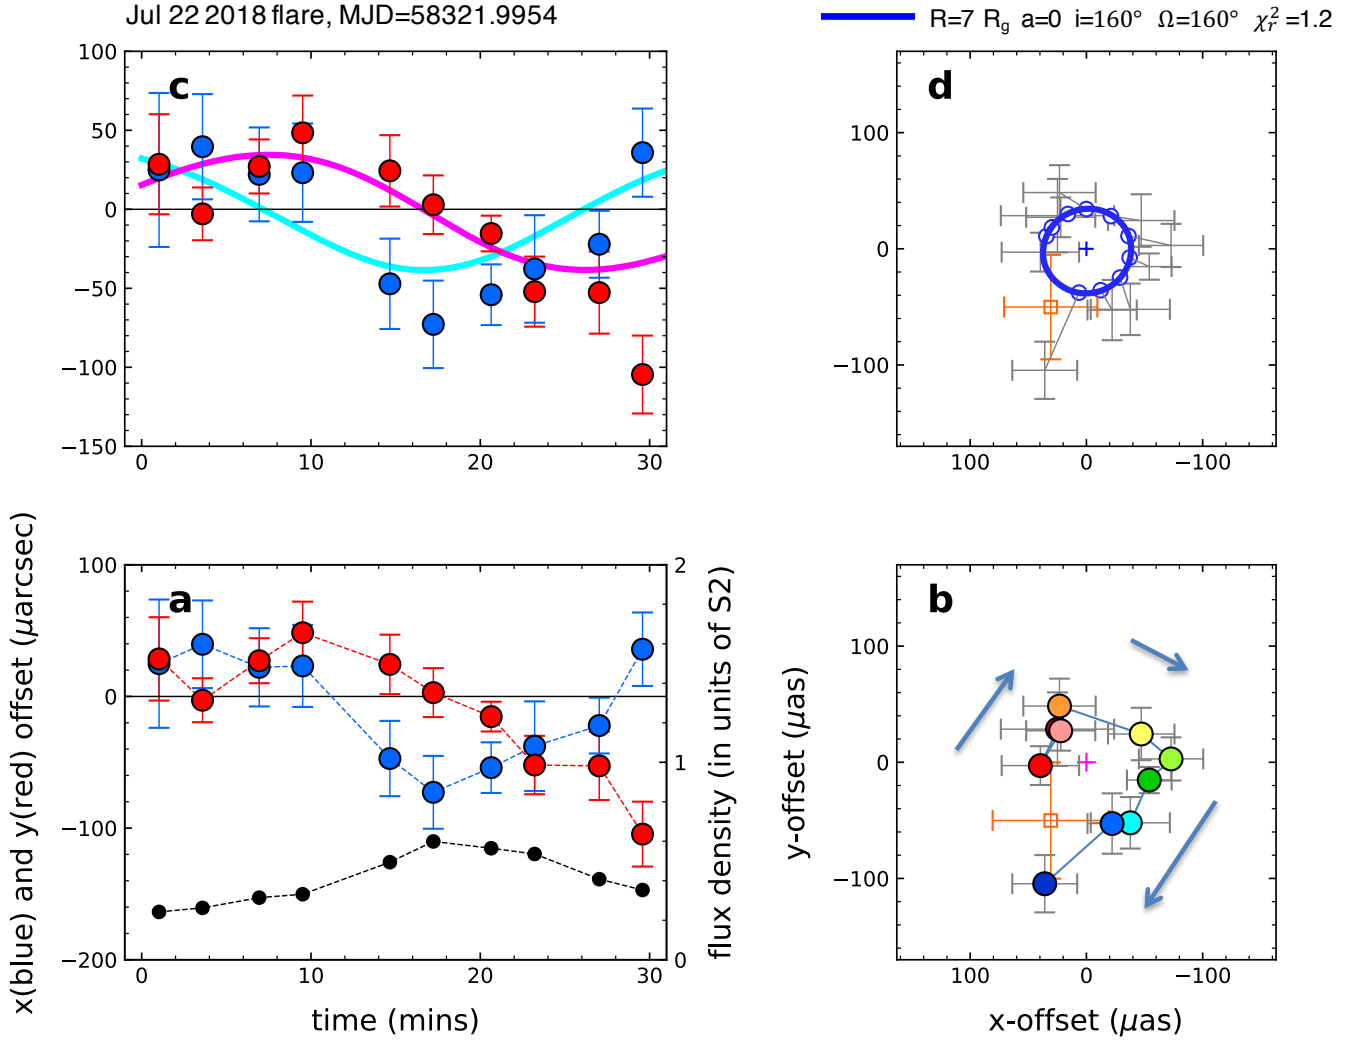 Jul 22 2018 flare, MJD=58321.9954
R=7 R_g a=0 i=160° Ω=160° χ_r^2 =1.2
c
100
50
0
−50
−100
−150
0 10 20 30
d
100
0
−100
100 0 −100
x(blue) and y(red) offset (μarcsec)
a
100
0
−100
−200
0 10 20 30
time (mins)
2
1
0
flux density (in units of S2)
b
y-offset (μas)
100
0
−100
100 0 −100
x-offset (μas)